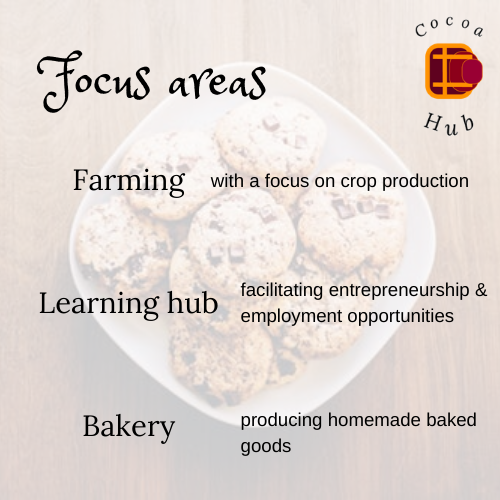 Cocoa
Hub
Focus areas
Farming with a focus on crop production
Learning hub facilitating entrepreneurship &
employment opportunities
Bakery producing homemade baked
goods